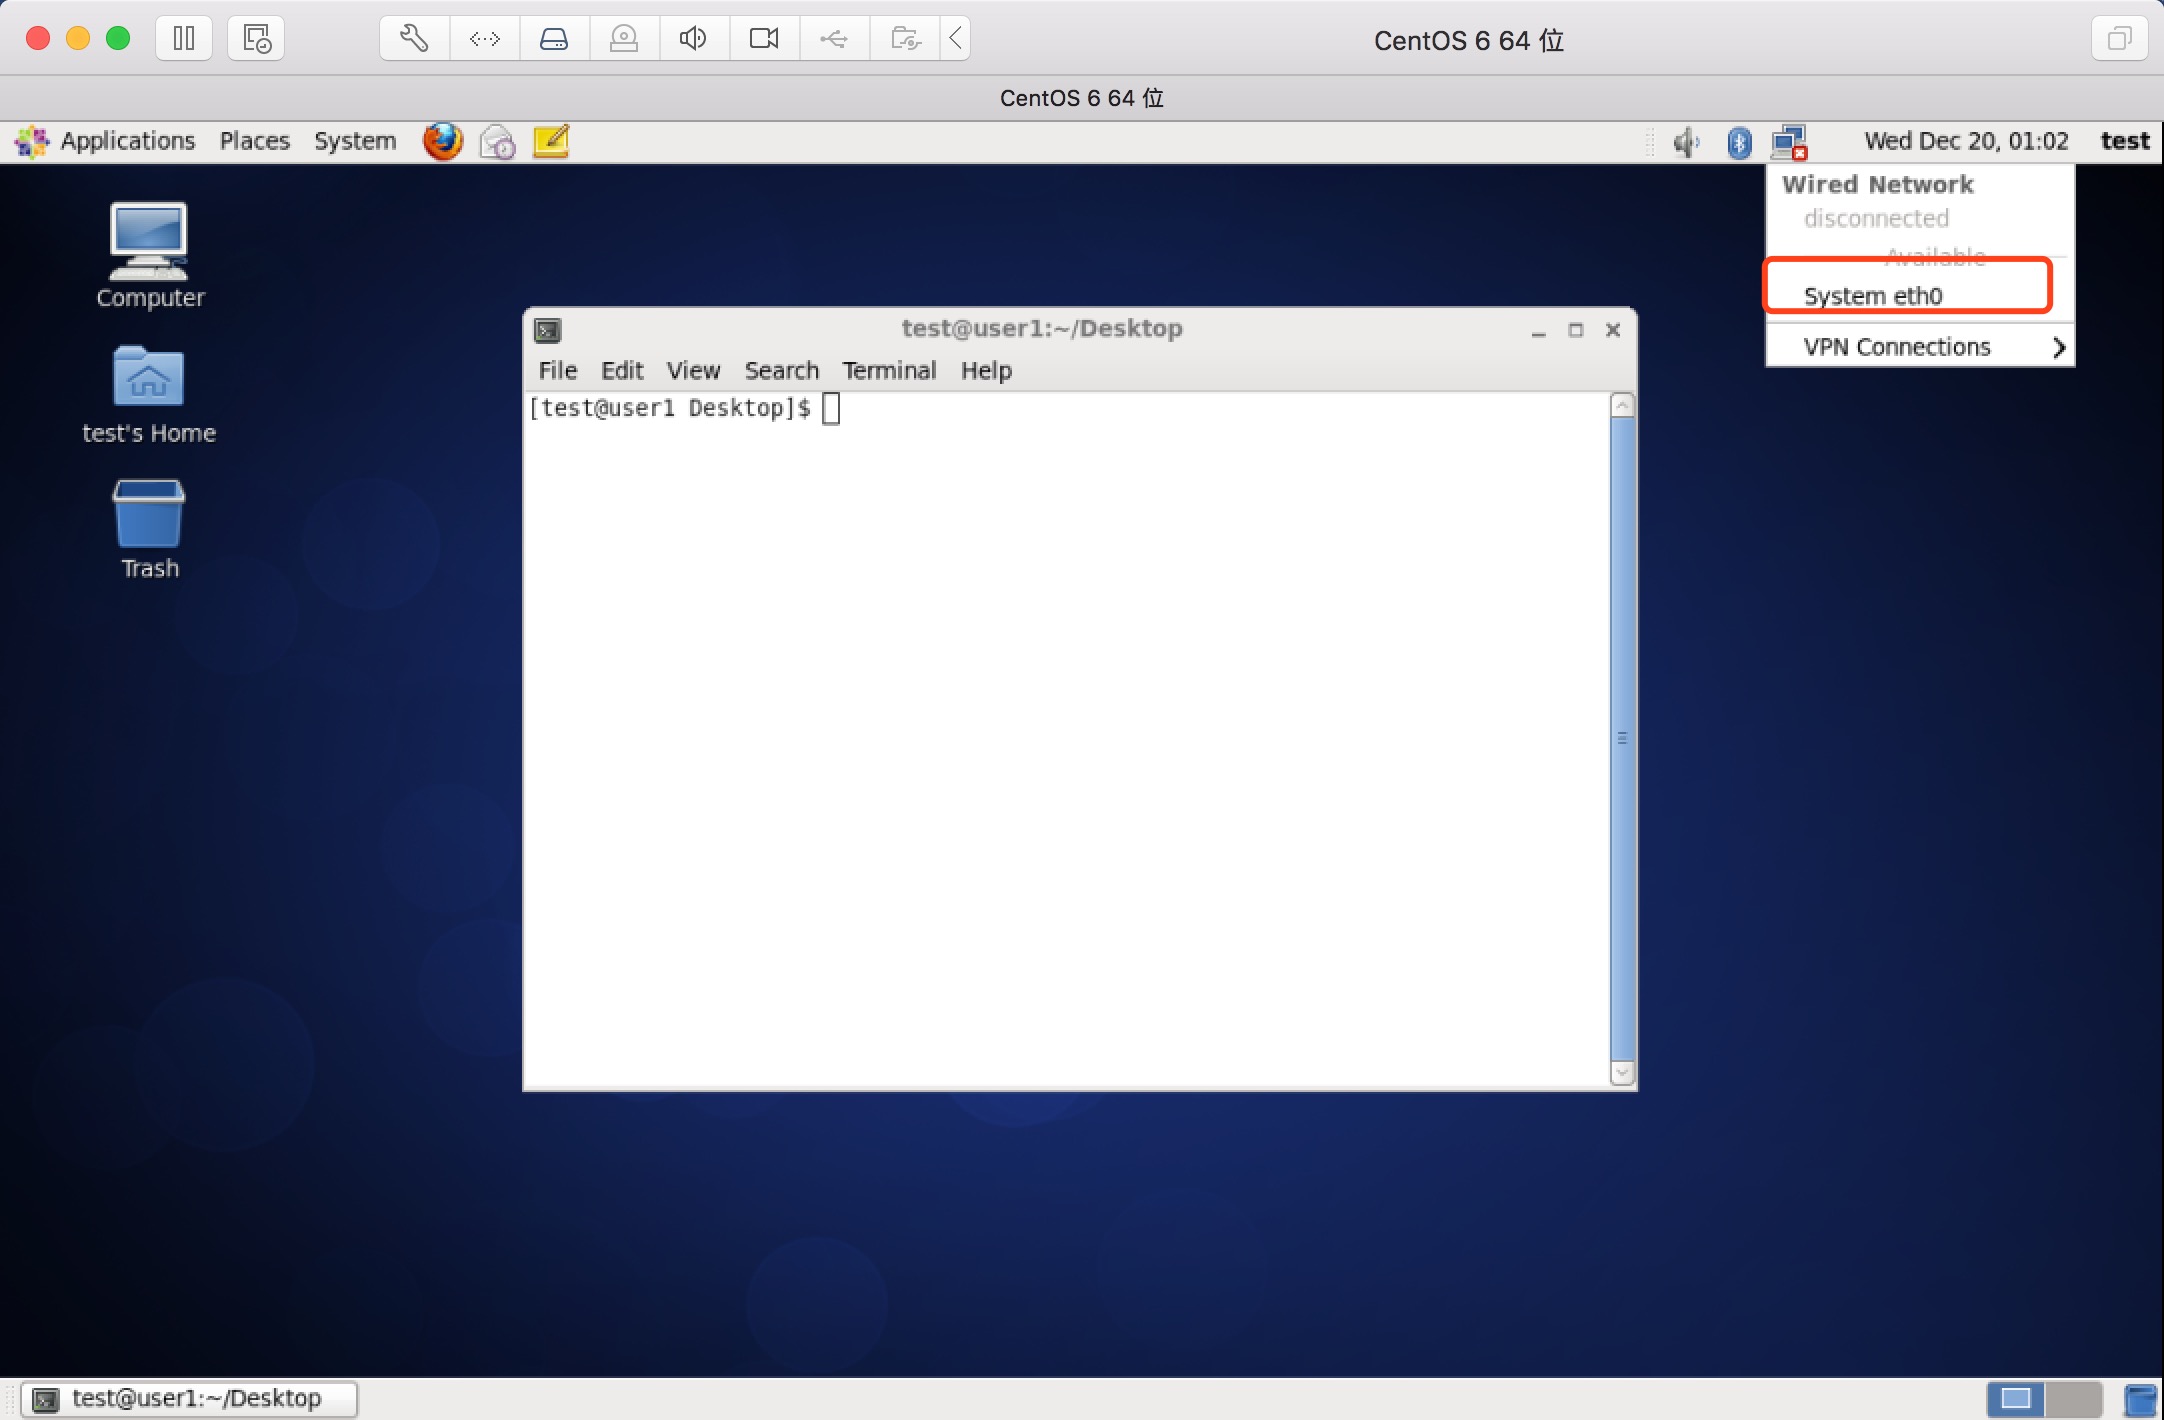 CentOS 6 64 位
CentOS 6 64 位
Applications Places System Wed Dec 20, 01:02 test
Wired Network
disconnected
Available
System eth0
VPN Connections
Computer
test's Home
Trash
test@user1:~/Desktop
File Edit View Search Terminal Help
[test@user1 Desktop]$
test@user1:~/Desktop